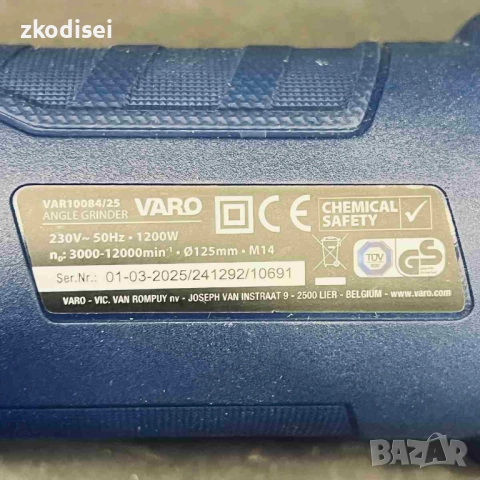 zkodisei
VAR10084/25
ANGLE GRINDER
VARO
CE
CHEMICAL
SAFETY
230V~ 50Hz · 1200W
n₀: 3000-12000min⁻¹ · Ø125mm · M14
TÜV
GS
Ser.Nr.: 01-03-2025/241292/10691
VARO - VIC. VAN ROMPUY nv - JOSEPH VAN INSTRAAT 9 - 2500 LIER - BELGIUM - www.varo.com
BAZAR